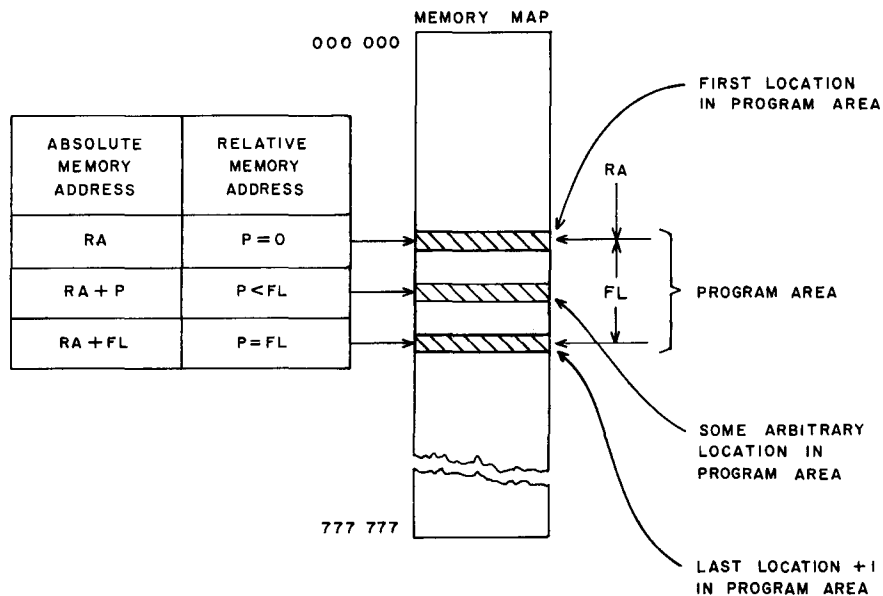 MEMORY MAP
000 000
FIRST LOCATION
IN PROGRAM AREA
ABSOLUTE
MEMORY
ADDRESS
RELATIVE
MEMORY
ADDRESS
RA
RA
P=0
RA+P
P<FL
FL
PROGRAM AREA
RA+FL
P=FL
SOME ARBITRARY
LOCATION IN
PROGRAM AREA
777 777
LAST LOCATION +1
IN PROGRAM AREA